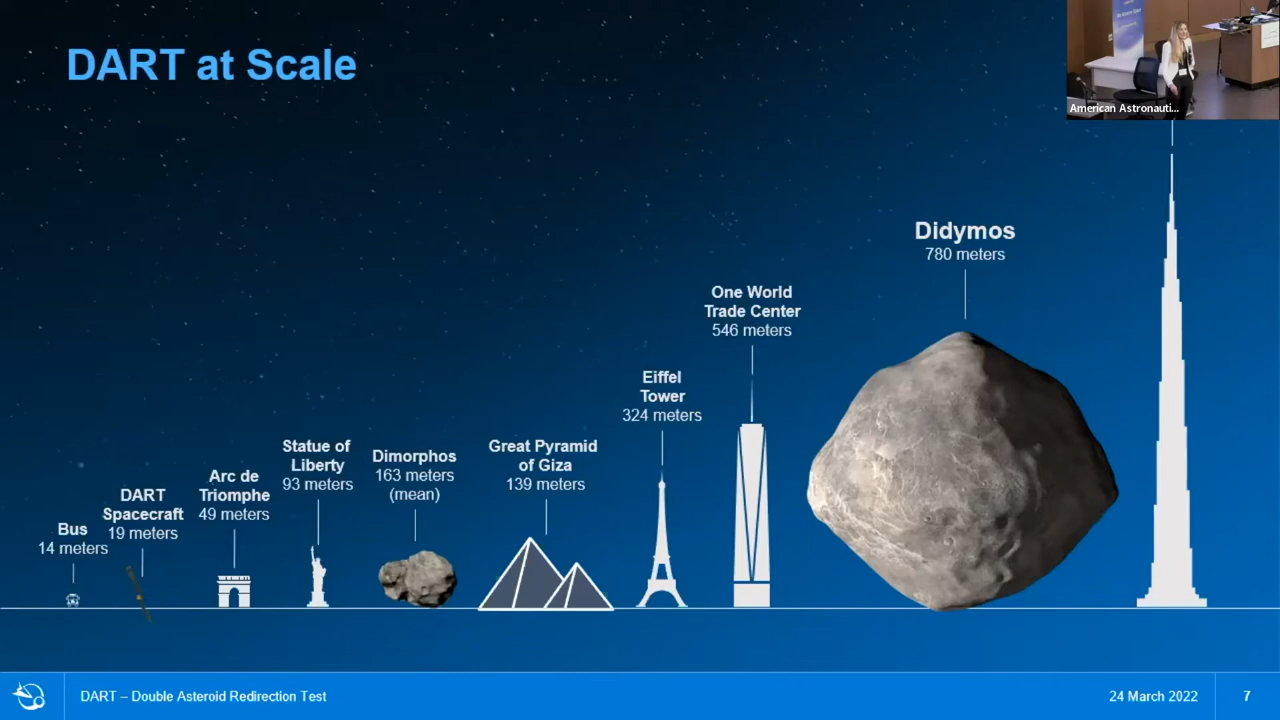 DART at Scale
American Astronauti...
Bus
14 meters
DART
Spacecraft
19 meters
Arc de
Triomphe
49 meters
Statue of
Liberty
93 meters
Dimorphos
163 meters
(mean)
Great Pyramid
of Giza
139 meters
Eiffel
Tower
324 meters
One World
Trade Center
546 meters
Didymos
780 meters
DART – Double Asteroid Redirection Test
24 March 2022
7